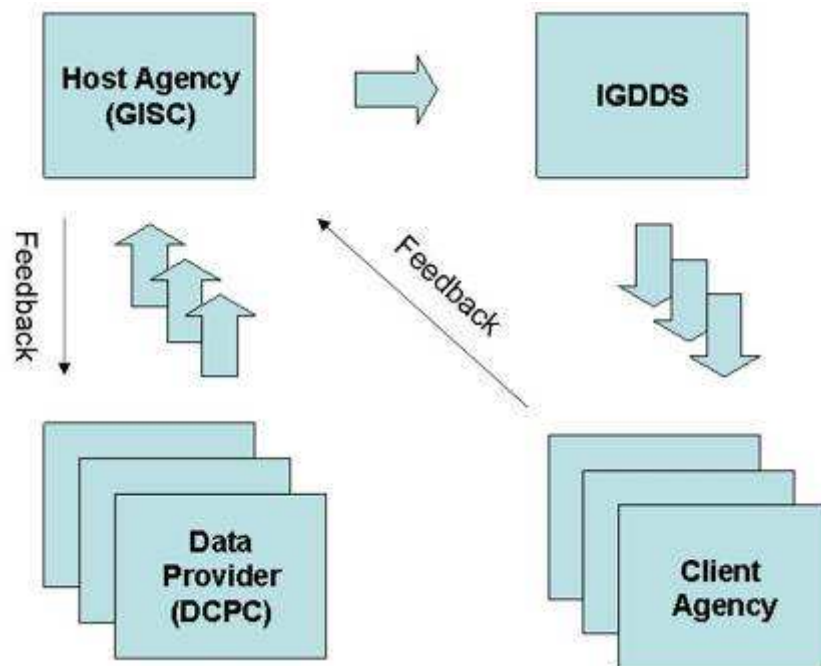 Host Agency
(GISC)
IGDDS
Feedback
Feedback
Data
Provider
(DCPC)
Client
Agency